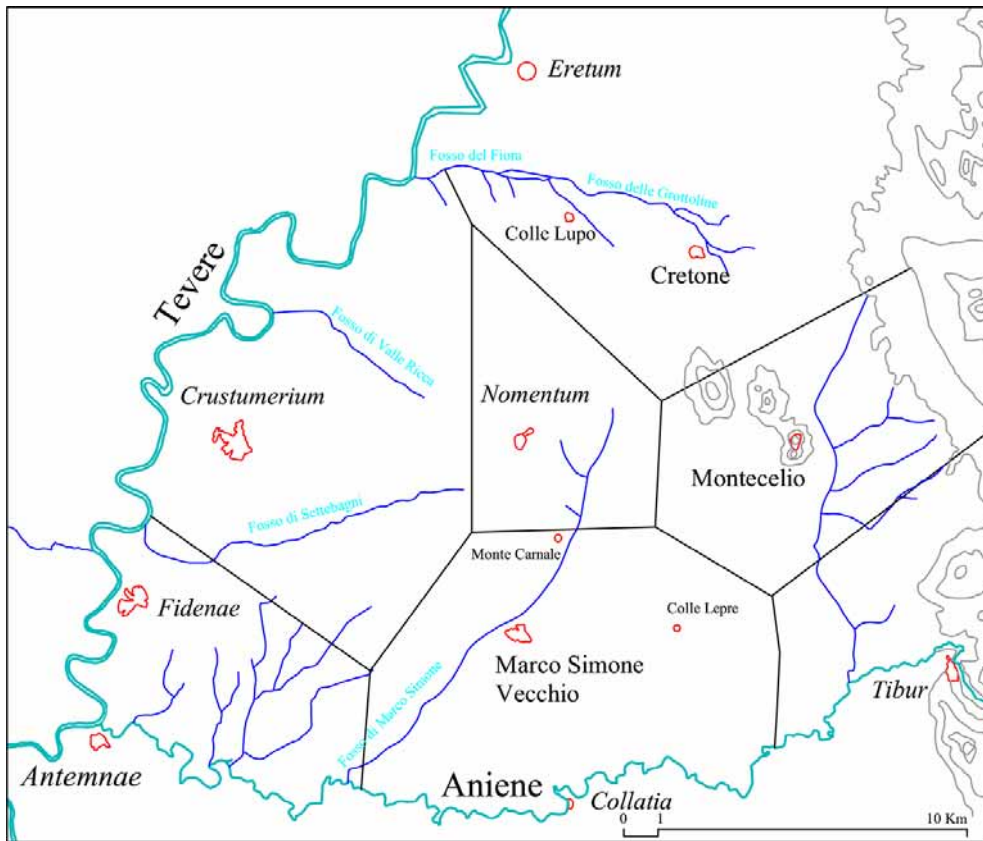 Eretum
Fosso del Fiora
Fosso delle Grottoline
Colle Lupo
Cretone
Tevere
Fosso di Valle Ricca
Crustumerium
Nomentum
Montecelio
Fosso di Settebagni
Monte Carnale
Fidenae
Colle Lepre
Marco Simone
Vecchio
Tibur
Fosso di Marco Simone
Antemnae
Aniene
Collatia
0 1 10 Km